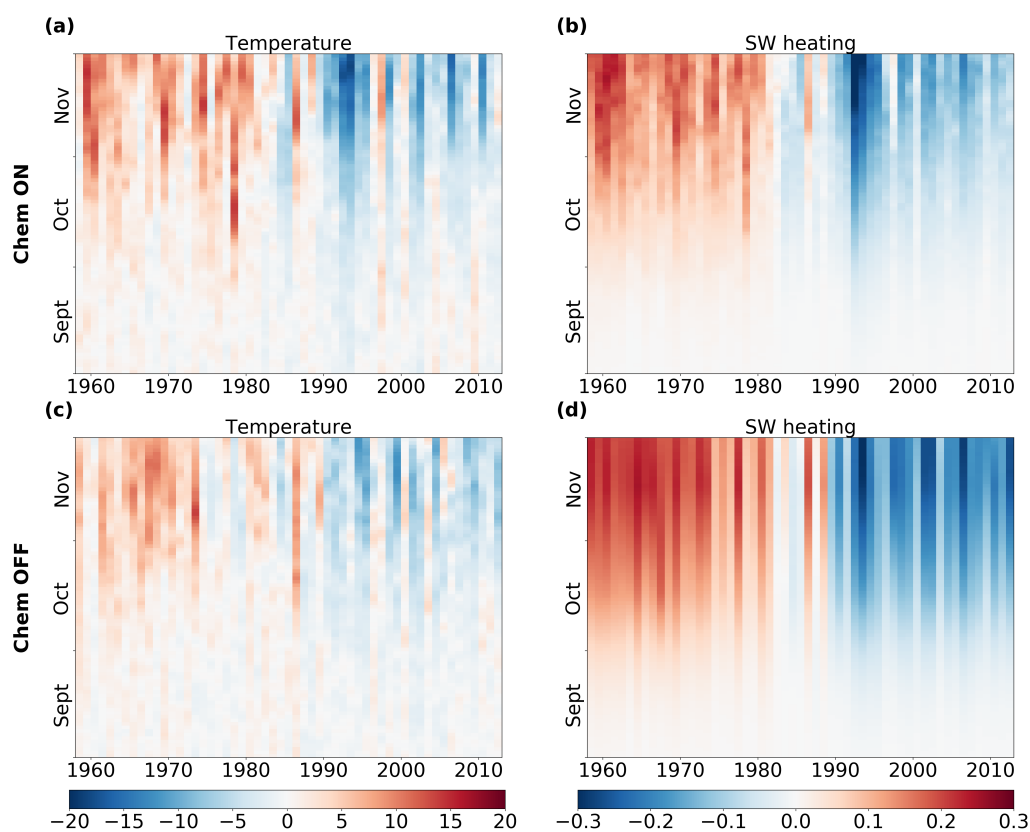 (a)
Temperature
(b)
SW heating
Chem ON
Nov
Oct
Sept
Nov
Oct
Sept
1960 1970 1980 1990 2000 2010
1960 1970 1980 1990 2000 2010
(c)
Temperature
(d)
SW heating
Chem OFF
Nov
Oct
Sept
Nov
Oct
Sept
1960 1970 1980 1990 2000 2010
1960 1970 1980 1990 2000 2010
−20 −15 −10 −5 0 5 10 15 20
−0.3 −0.2 −0.1 0.0 0.1 0.2 0.3